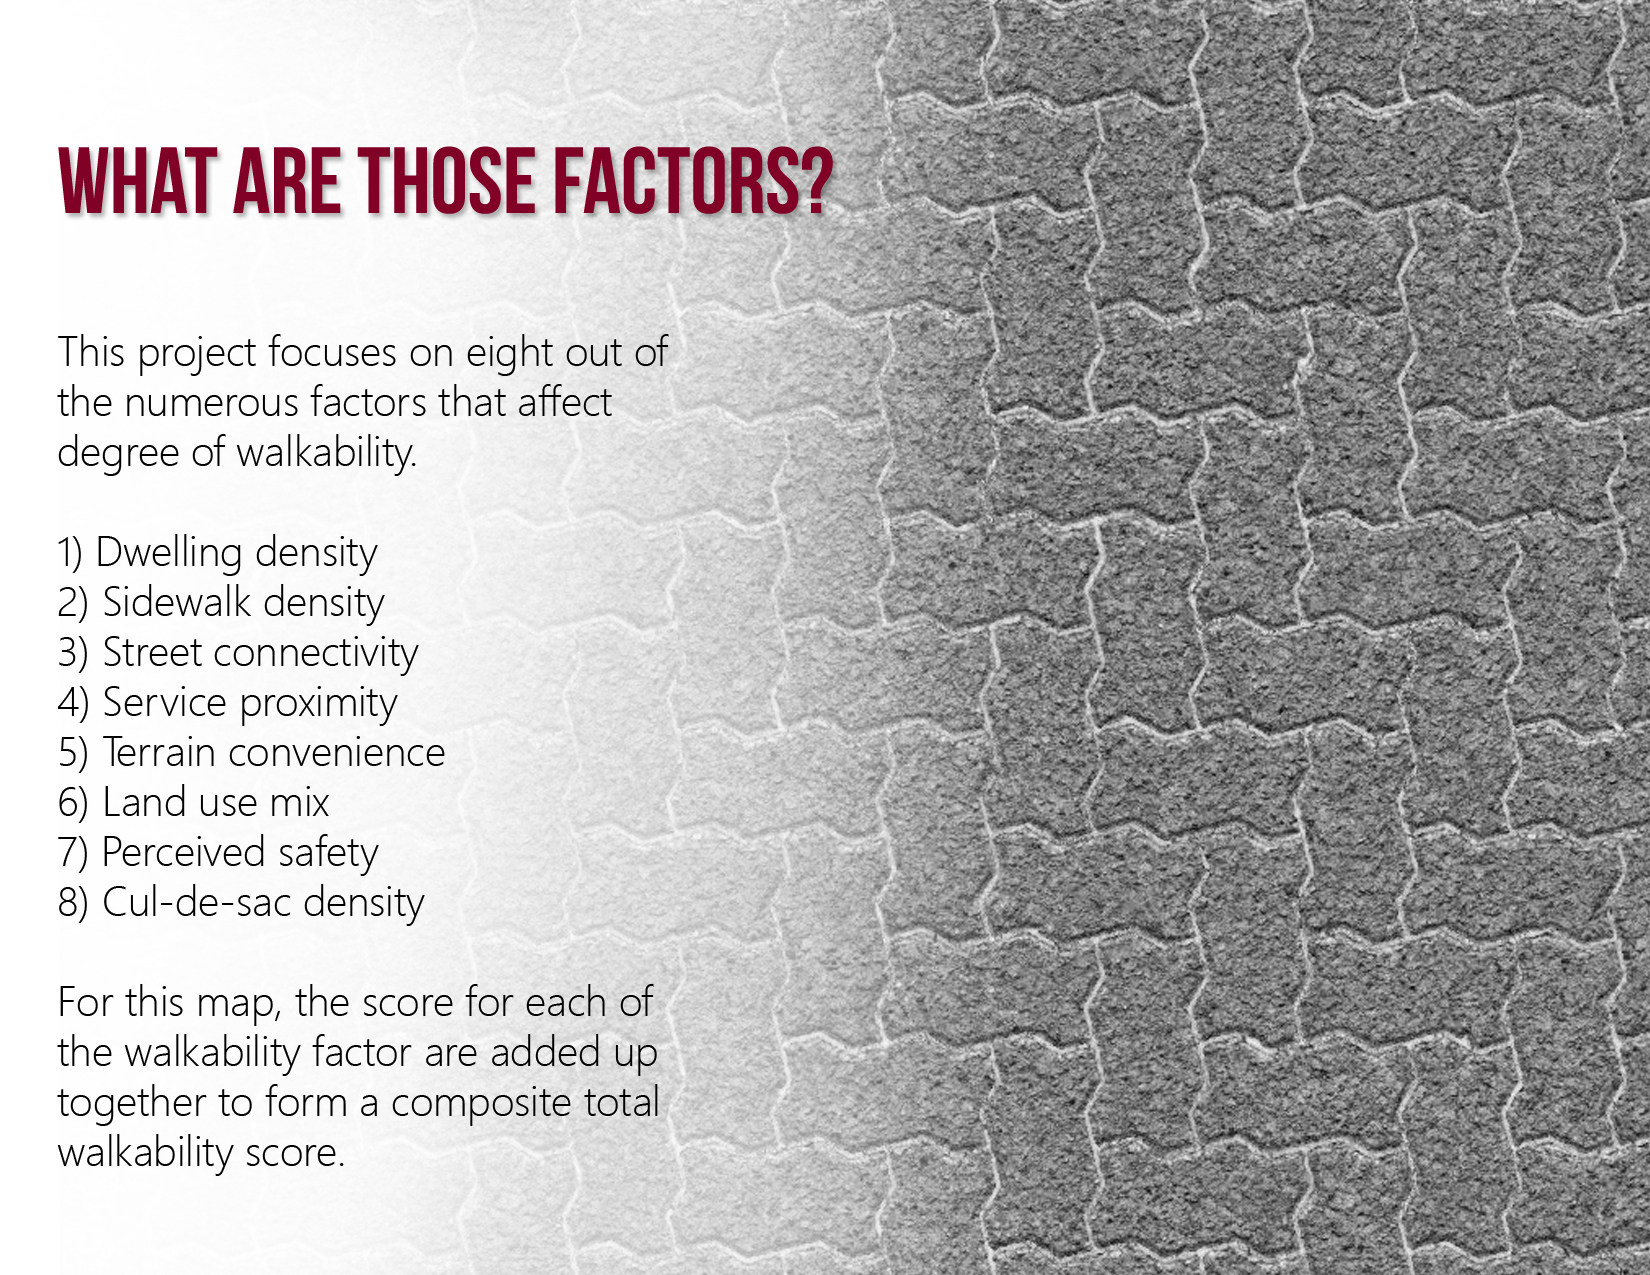 WHAT ARE THOSE FACTORS?
This project focuses on eight out of
the numerous factors that affect
degree of walkability.
1) Dwelling density
2) Sidewalk density
3) Street connectivity
4) Service proximity
5) Terrain convenience
6) Land use mix
7) Perceived safety
8) Cul-de-sac density
For this map, the score for each of
the walkability factor are added up
together to form a composite total
walkability score.